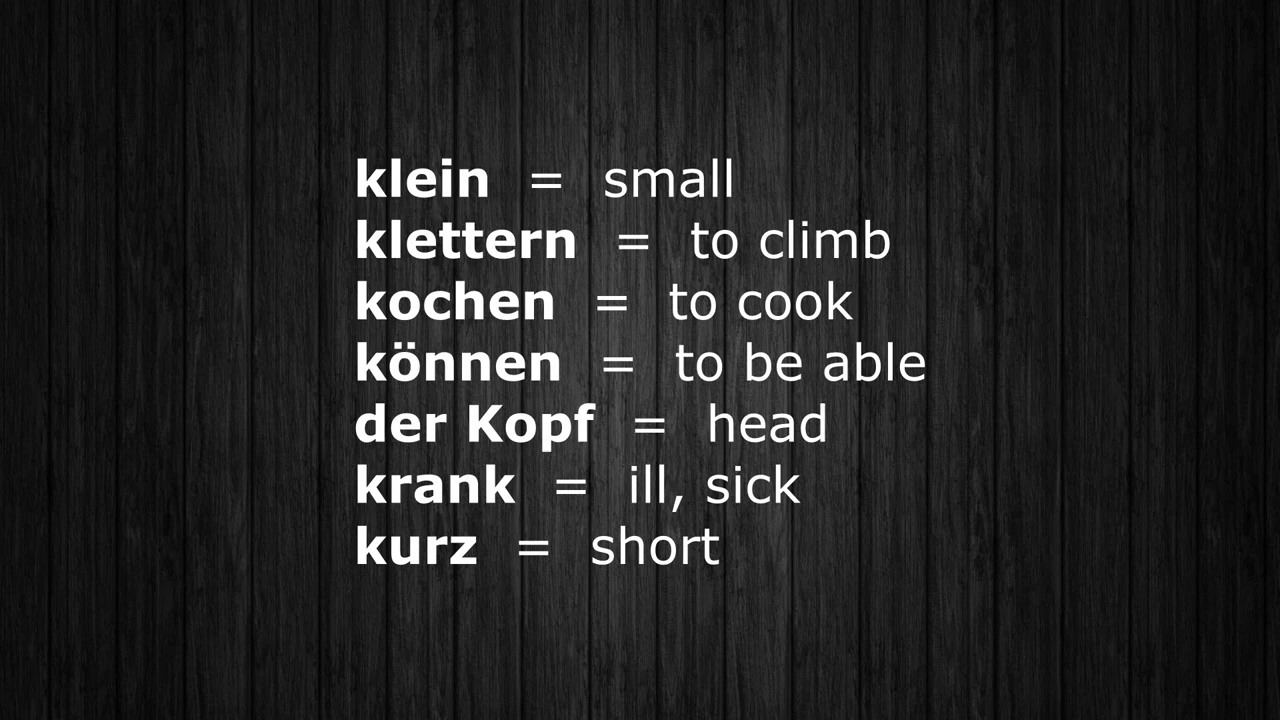 klein = small
klettern = to climb
kochen = to cook
können = to be able
der Kopf = head
krank = ill, sick
kurz = short